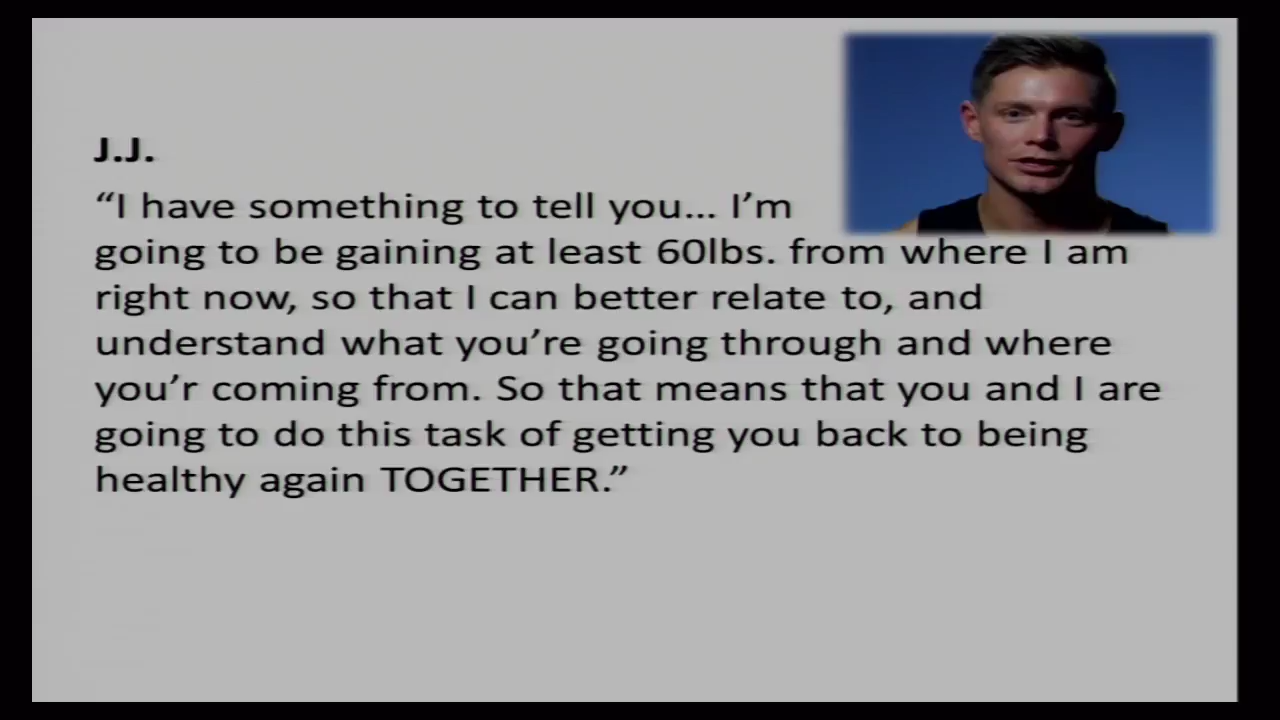 J.J.
“I have something to tell you... I’m
going to be gaining at least 60lbs. from where I am
right now, so that I can better relate to, and
understand what you’re going through and where
you’r coming from. So that means that you and I are
going to do this task of getting you back to being
healthy again TOGETHER.”